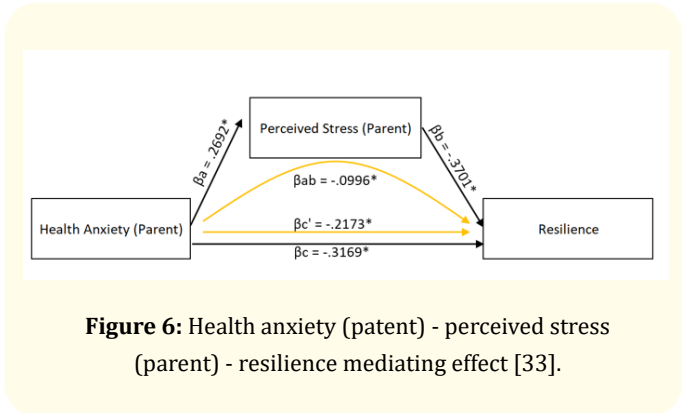 Perceived Stress (Parent)
βa = .2692*
βb = -.3701*
βab = -.0996*
Health Anxiety (Parent)
βc' = -.2173*
Resilience
βc = -.3169*
Figure 6: Health anxiety (patent) - perceived stress
(parent) - resilience mediating effect [33].